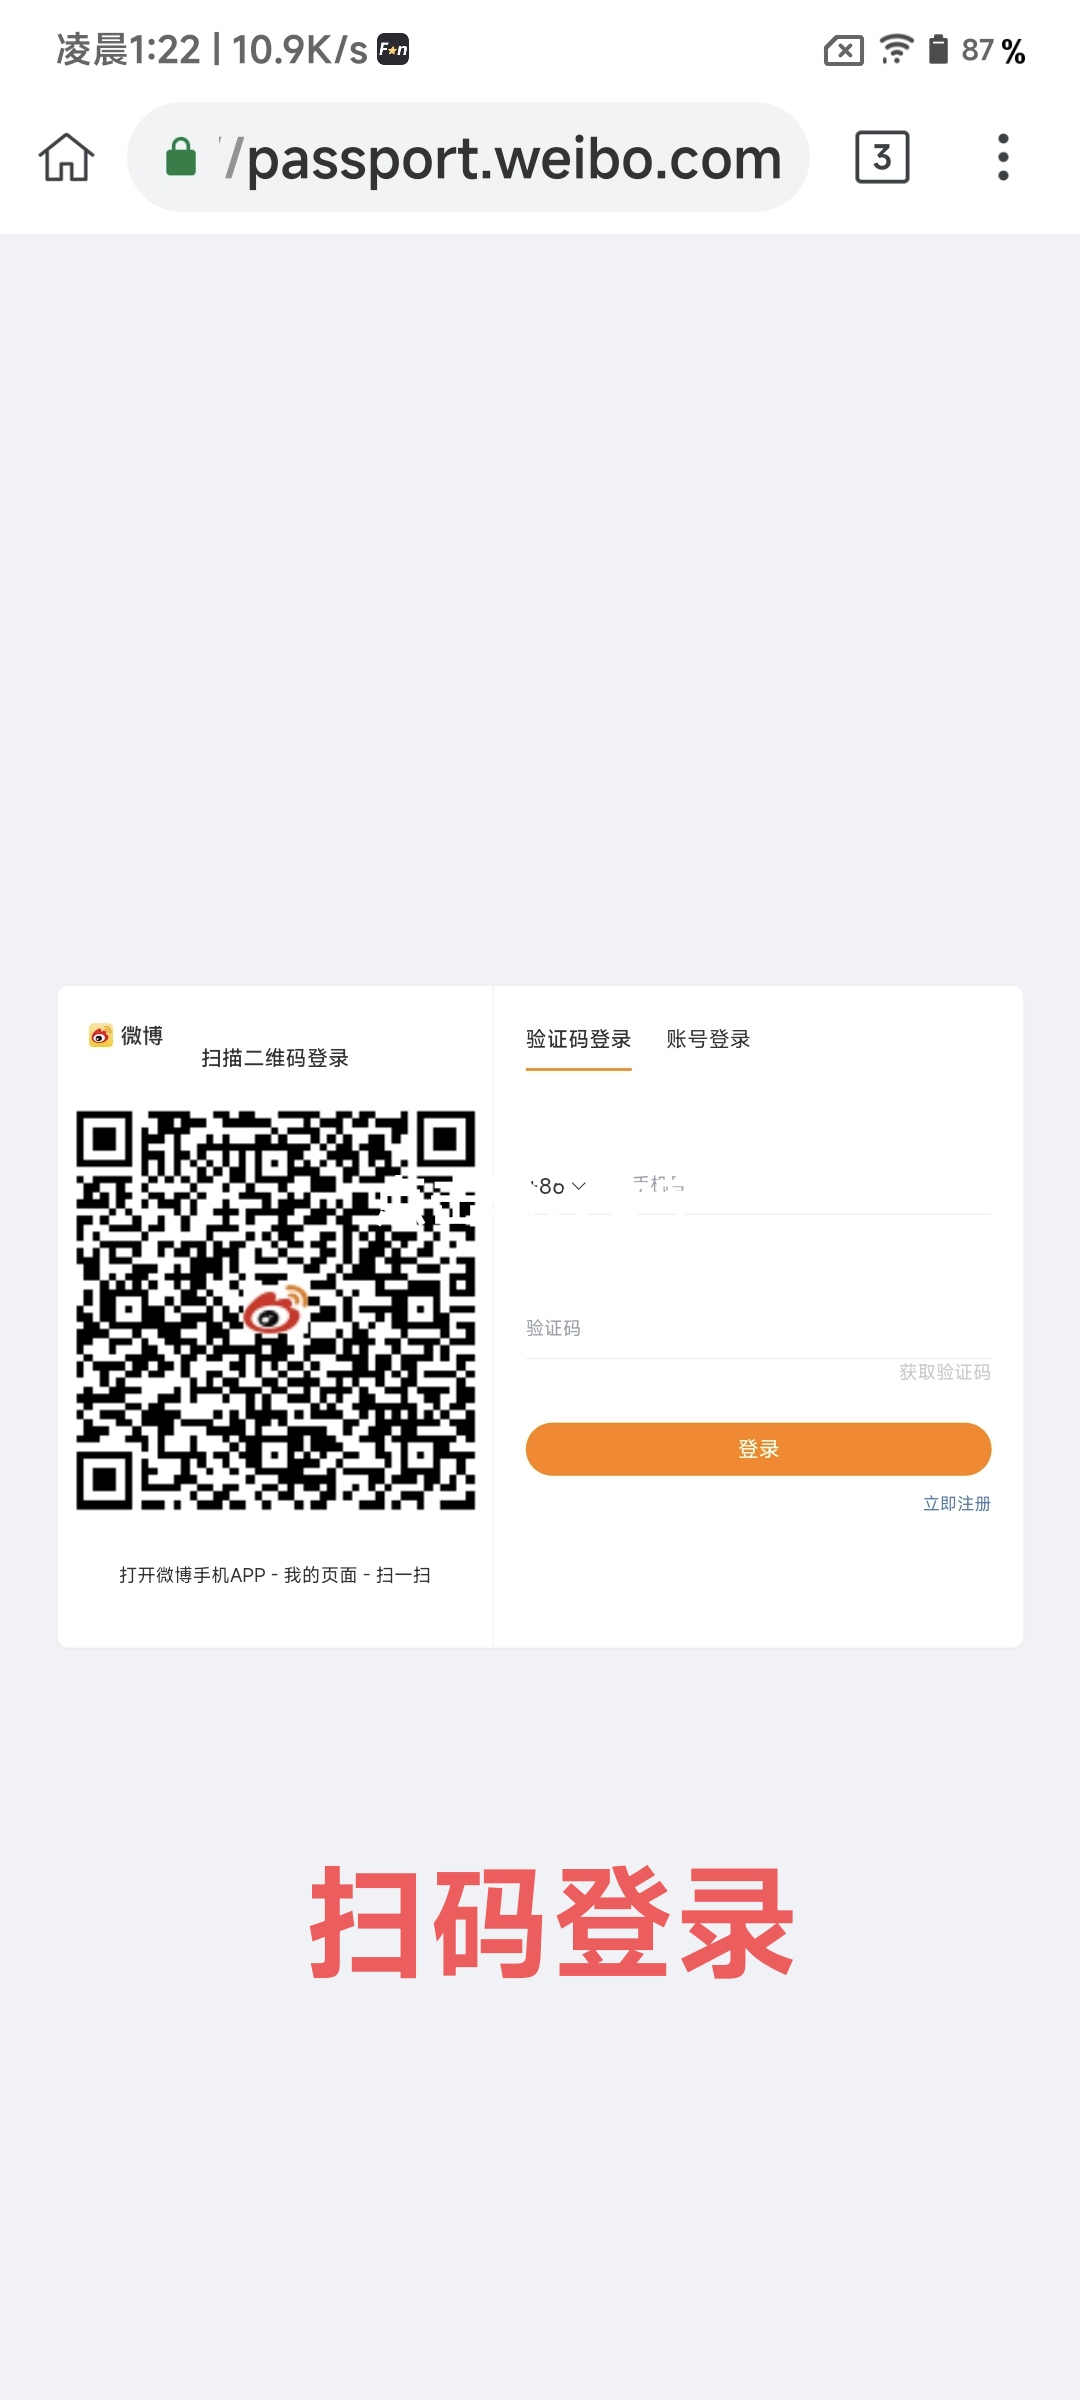 凌晨1:22 | 10.9K/s
87 %
/passport.weibo.com
3
微博
扫描二维码登录
打开微博手机APP - 我的页面 - 扫一扫
验证码登录 账号登录
验证码
获取验证码
登录
立即注册
扫码登录